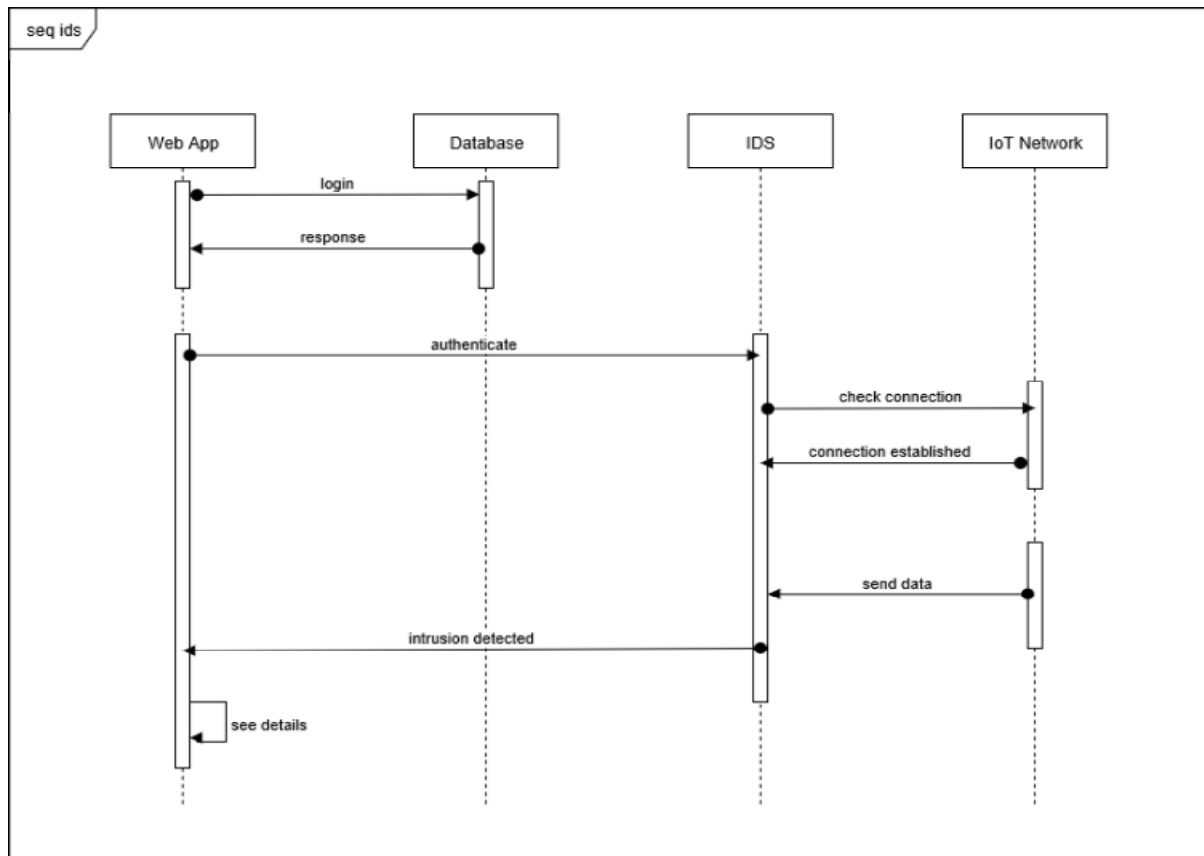 seq ids
Web App
Database
IDS
IoT Network
login
response
authenticate
check connection
connection established
send data
intrusion detected
see details